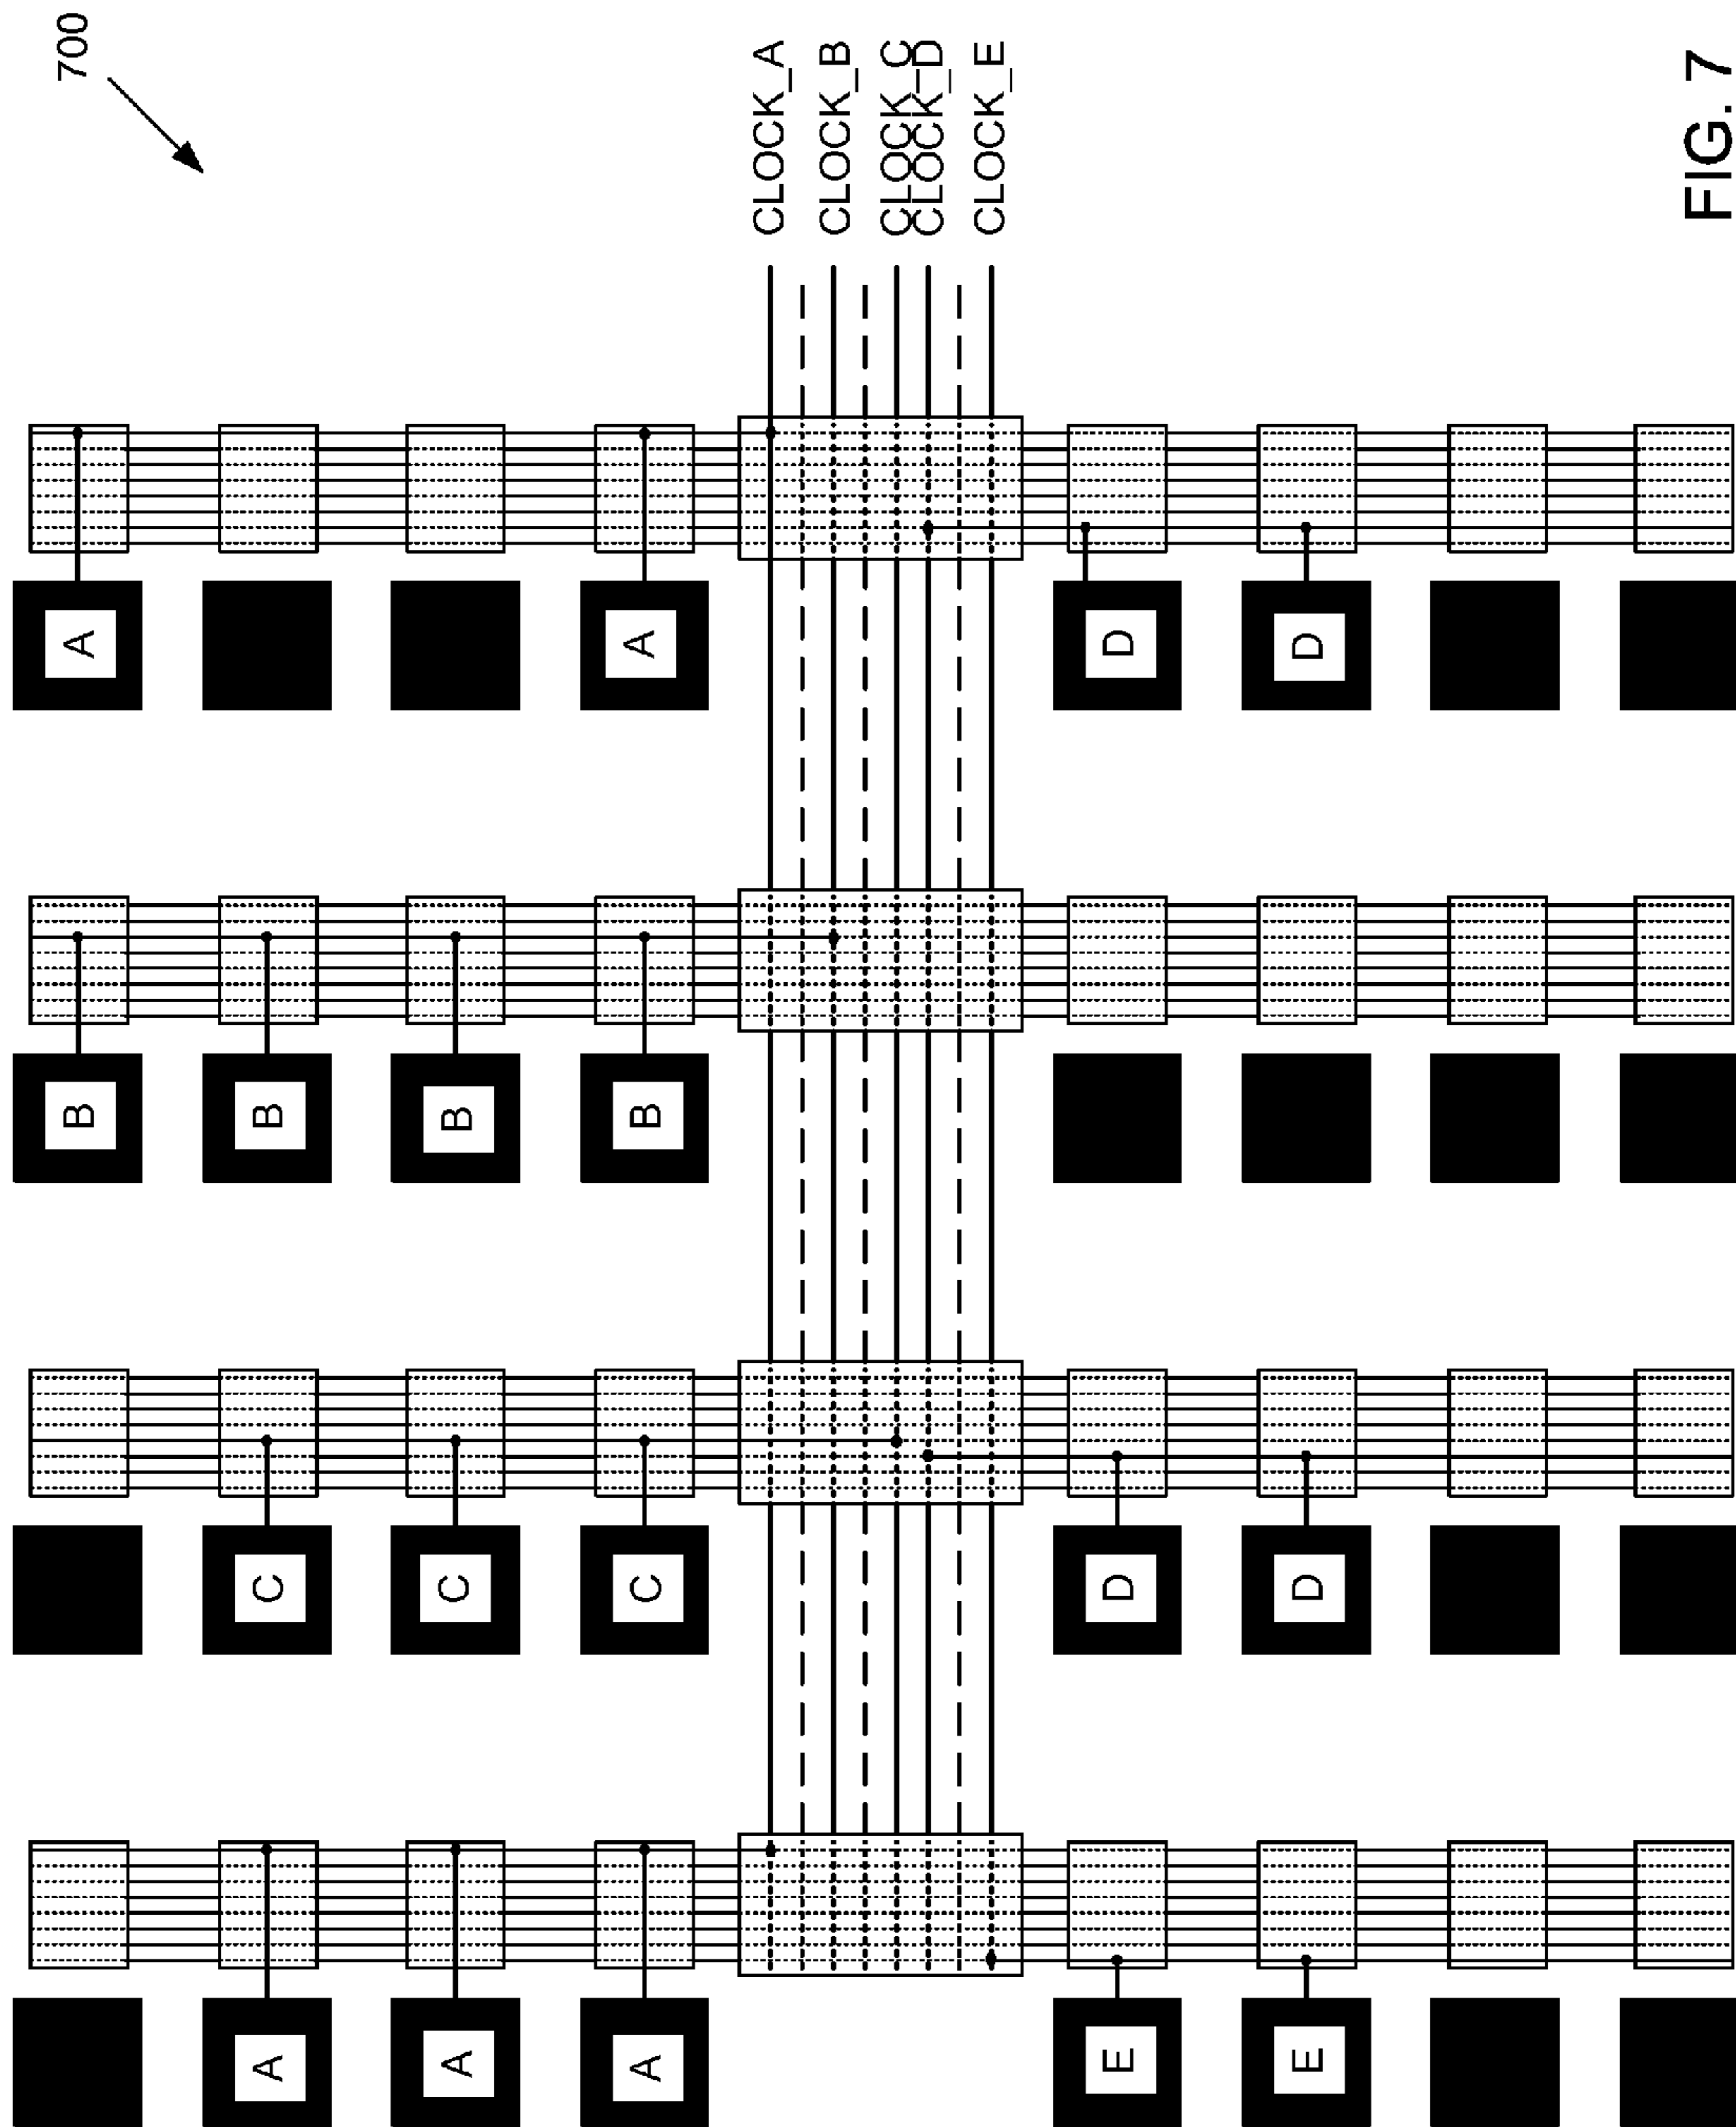 700
B A
A C B
A C B
A C B A
CLOCK_A
CLOCK_B
CLOCK_C
CLOCK_D
CLOCK_E
E D D
E D D
FIG. 7